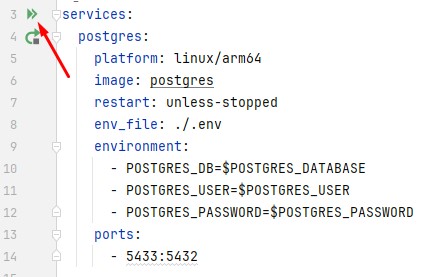 3 services:
4 postgres:
5 platform: linux/arm64
6 image: postgres
7 restart: unless-stopped
8 env_file: ./.env
9 environment:
10 - POSTGRES_DB=$POSTGRES_DATABASE
11 - POSTGRES_USER=$POSTGRES_USER
12 - POSTGRES_PASSWORD=$POSTGRES_PASSWORD
13 ports:
14 - 5433:5432